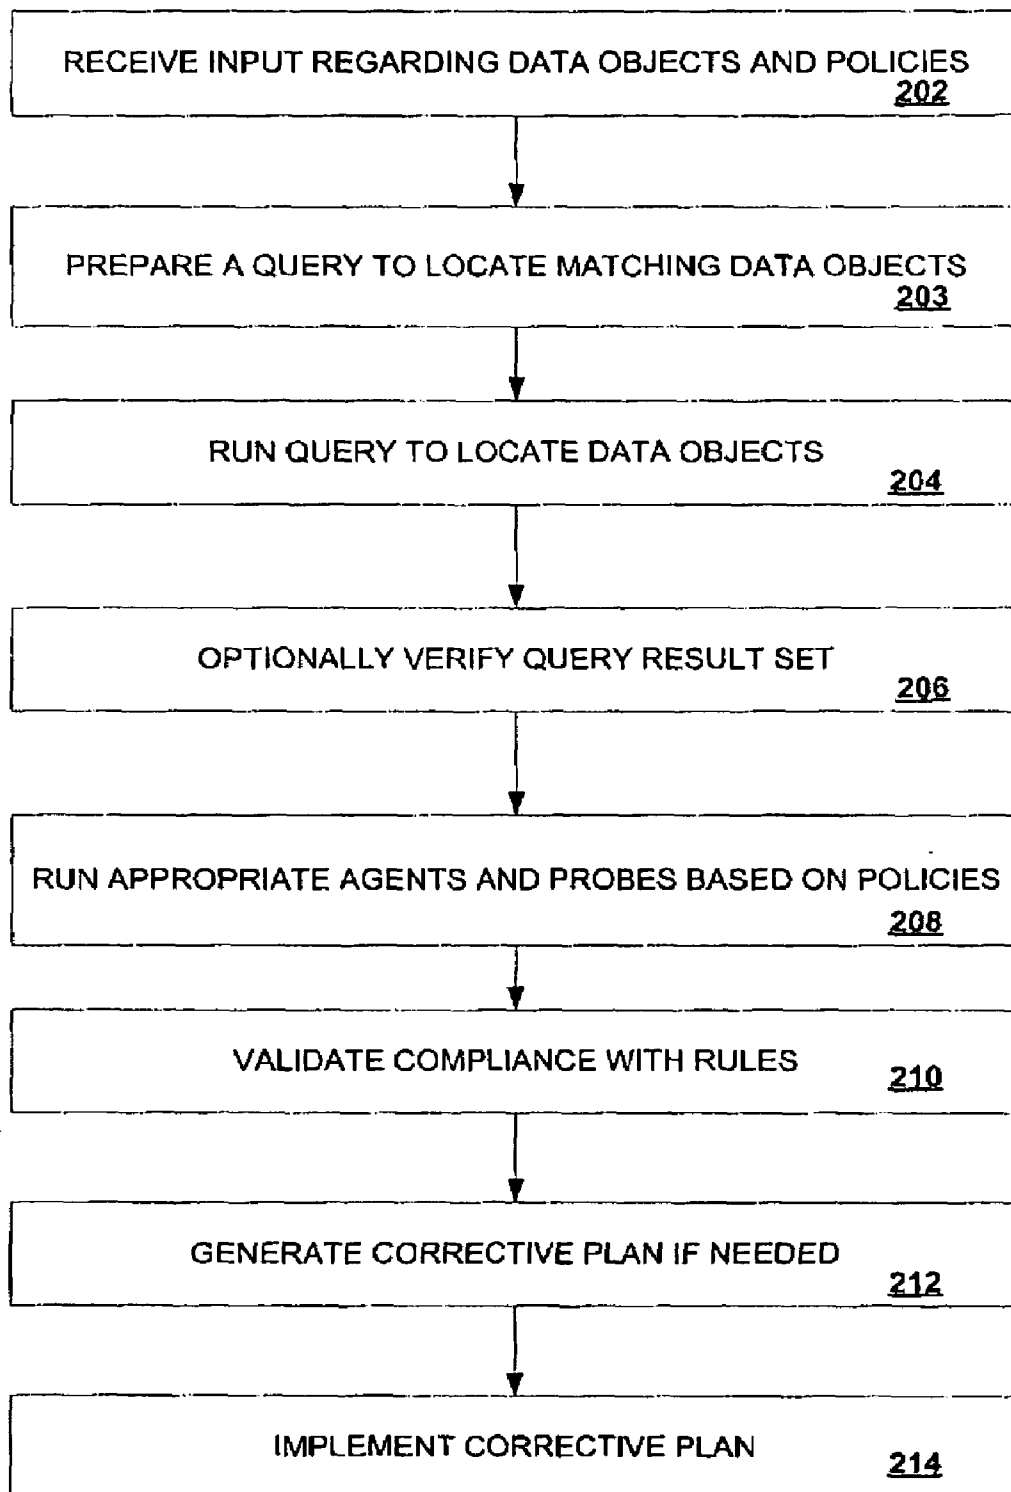 RECEIVE INPUT REGARDING DATA OBJECTS AND POLICIES
202
PREPARE A QUERY TO LOCATE MATCHING DATA OBJECTS
203
RUN QUERY TO LOCATE DATA OBJECTS
204
OPTIONALLY VERIFY QUERY RESULT SET
206
RUN APPROPRIATE AGENTS AND PROBES BASED ON POLICIES
208
VALIDATE COMPLIANCE WITH RULES
210
GENERATE CORRECTIVE PLAN IF NEEDED
212
IMPLEMENT CORRECTIVE PLAN
214